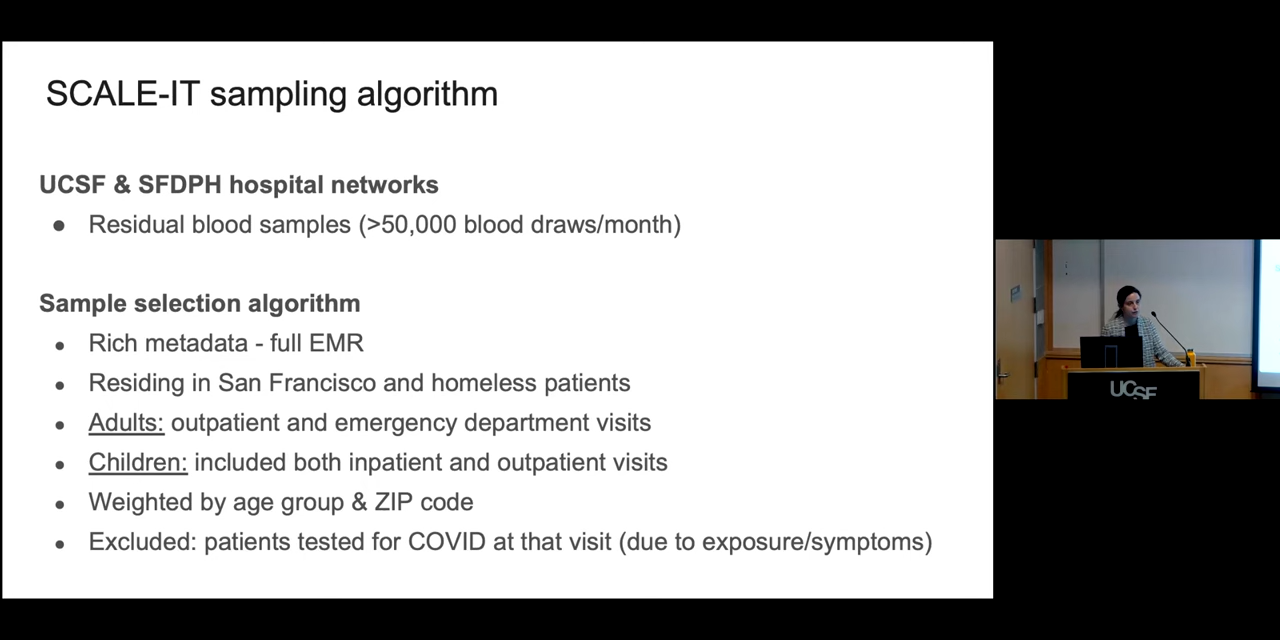 SCALE-IT sampling algorithm
UCSF & SFDPH hospital networks
● Residual blood samples (>50,000 blood draws/month)
Sample selection algorithm
● Rich metadata - full EMR
● Residing in San Francisco and homeless patients
● Adults: outpatient and emergency department visits
● Children: included both inpatient and outpatient visits
● Weighted by age group & ZIP code
● Excluded: patients tested for COVID at that visit (due to exposure/symptoms)
UCSF